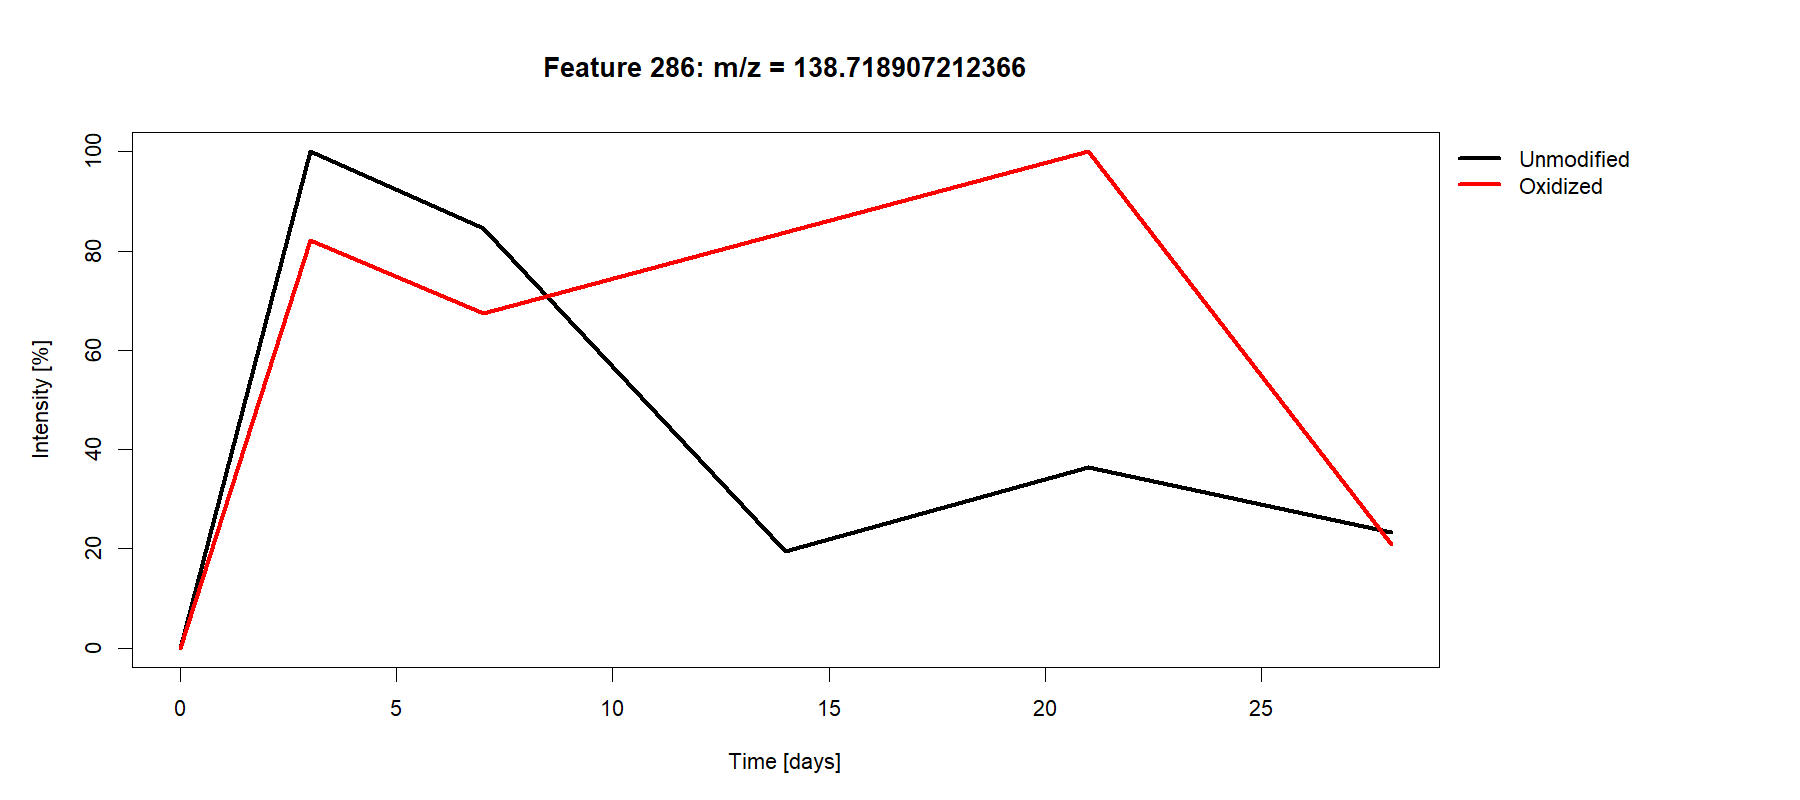 Feature 286: m/z = 138.718907212366
Unmodified
Oxidized
Intensity [%]
100
80
60
40
20
0
0 5 10 15 20 25
Time [days]